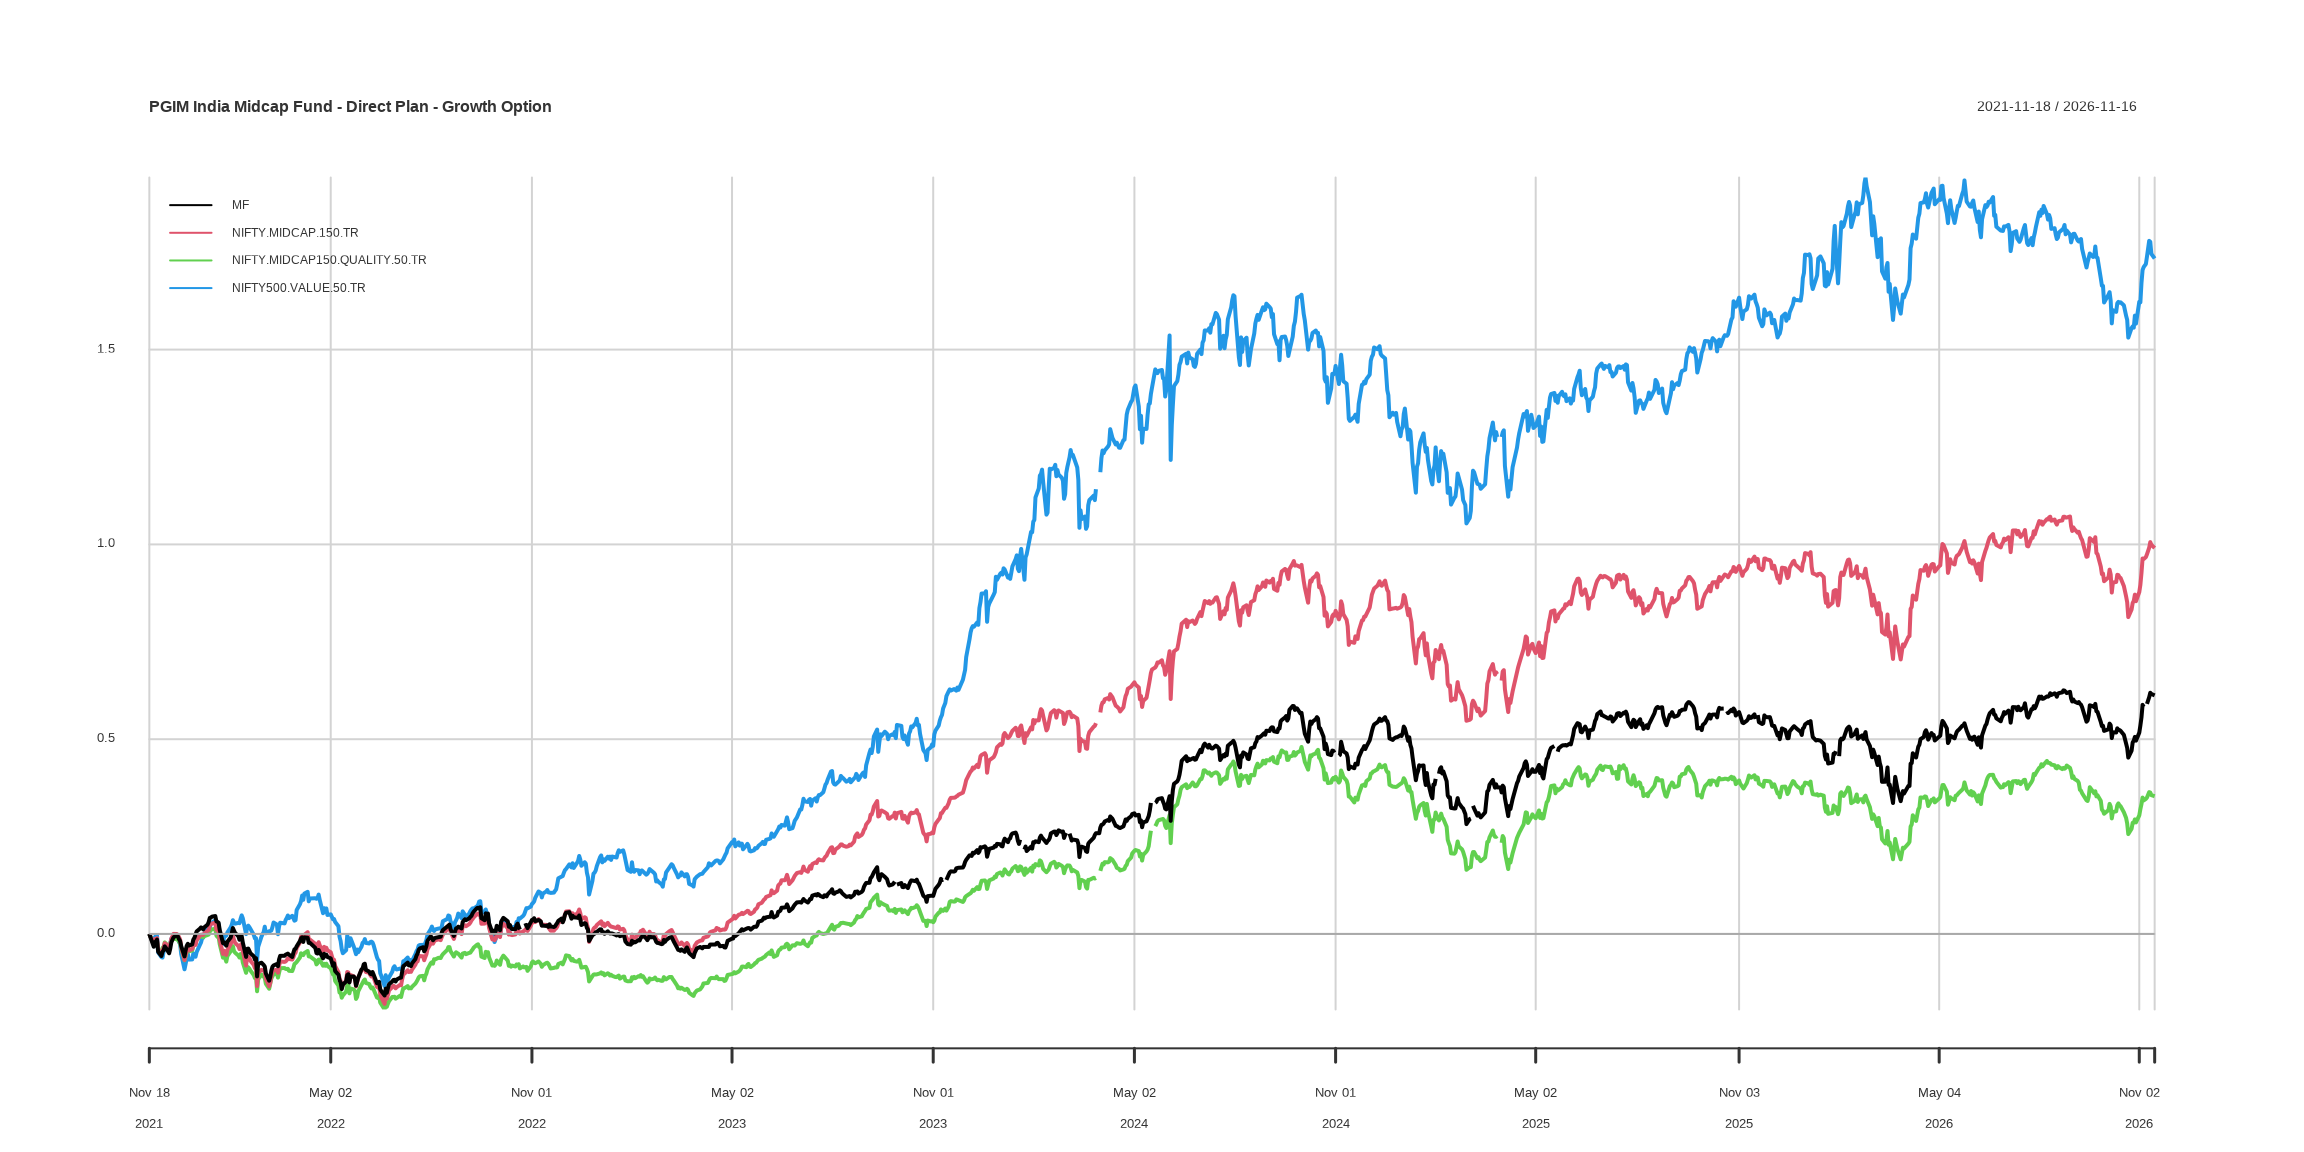 PGIM India Midcap Fund - Direct Plan - Growth Option
2021-11-18 / 2026-11-16
MF
NIFTY.MIDCAP.150.TR
NIFTY.MIDCAP150.QUALITY.50.TR
NIFTY500.VALUE.50.TR
1.5
1.0
0.5
0.0
Nov 18 May 02 Nov 01 May 02 Nov 01 May 02 Nov 01 May 02 Nov 03 May 04 Nov 02
2021 2022 2022 2023 2023 2024 2024 2025 2025 2026 2026